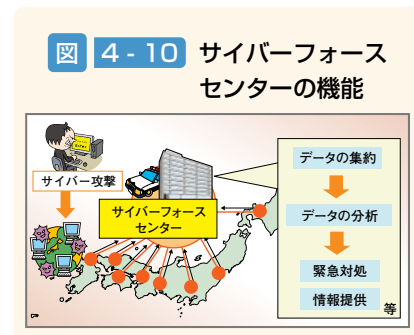 図 4-10 サイバーフォース
センターの機能
サイバー攻撃
サイバーフォース
センター
データの集約
データの分析
緊急対処
情報提供
等